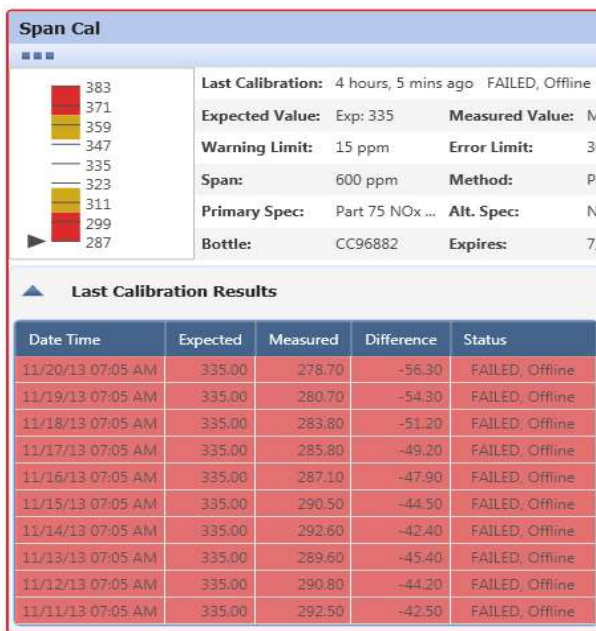 Span Cal
383
371
359
347
335
323
311
299
287
Last Calibration: 4 hours, 5 mins ago FAILED, Offline
Expected Value: Exp: 335 Measured Value: M
Warning Limit: 15 ppm Error Limit: 3
Span: 600 ppm Method: P
Primary Spec: Part 75 NOx ... Alt. Spec: N
Bottle: CC96882 Expires: 7
Last Calibration Results
Date Time Expected Measured Difference Status
11/20/13 07:05 AM 335.00 278.70 -56.30 FAILED, Offline
11/19/13 07:05 AM 335.00 280.70 -54.30 FAILED, Offline
11/18/13 07:05 AM 335.00 283.80 -51.20 FAILED, Offline
11/17/13 07:05 AM 335.00 285.80 -49.20 FAILED, Offline
11/16/13 07:05 AM 335.00 287.10 -47.90 FAILED, Offline
11/15/13 07:05 AM 335.00 290.50 -44.50 FAILED, Offline
11/14/13 07:05 AM 335.00 292.60 -42.40 FAILED, Offline
11/13/13 07:05 AM 335.00 289.60 -45.40 FAILED, Offline
11/12/13 07:05 AM 335.00 290.80 -44.20 FAILED, Offline
11/11/13 07:05 AM 335.00 292.50 -42.50 FAILED, Offline